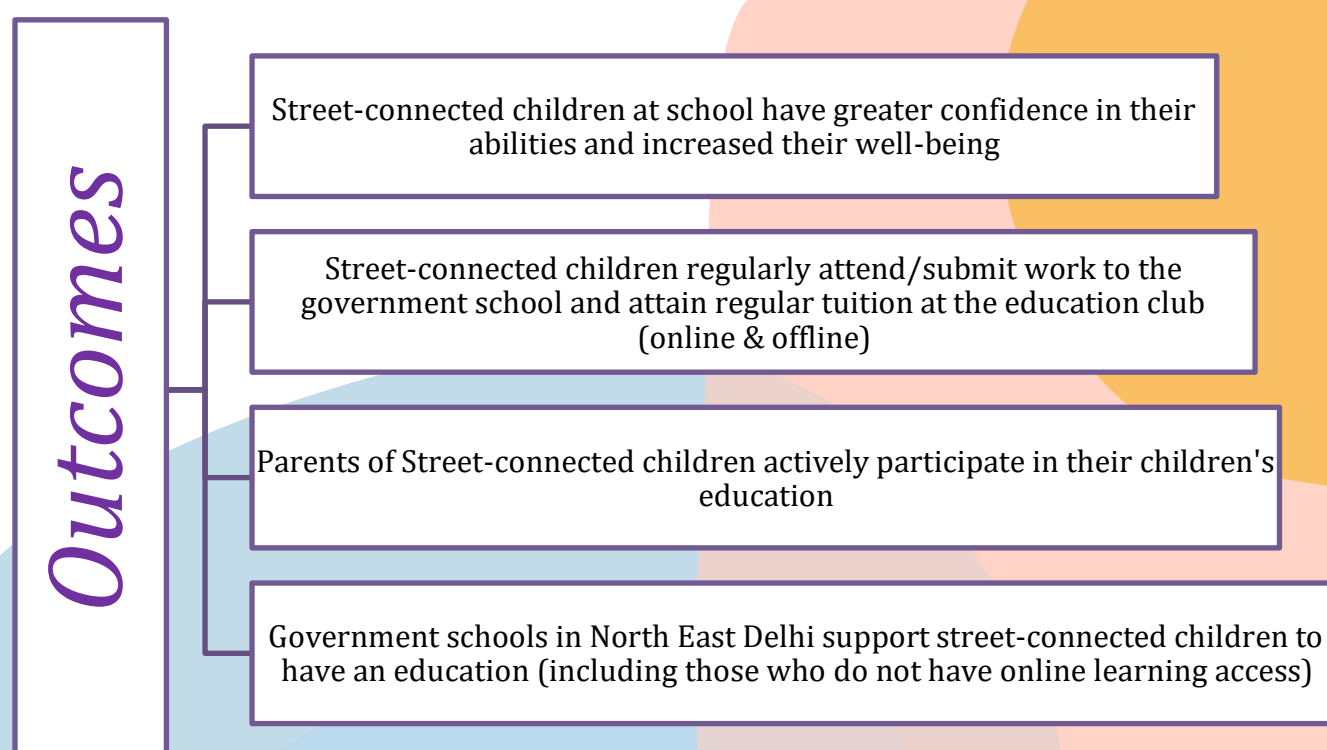 Outcomes
Street-connected children at school have greater confidence in their
abilities and increased their well-being
Street-connected children regularly attend/submit work to the
government school and attain regular tuition at the education club
(online & offline)
Parents of Street-connected children actively participate in their children's
education
Government schools in North East Delhi support street-connected children to
have an education (including those who do not have online learning access)